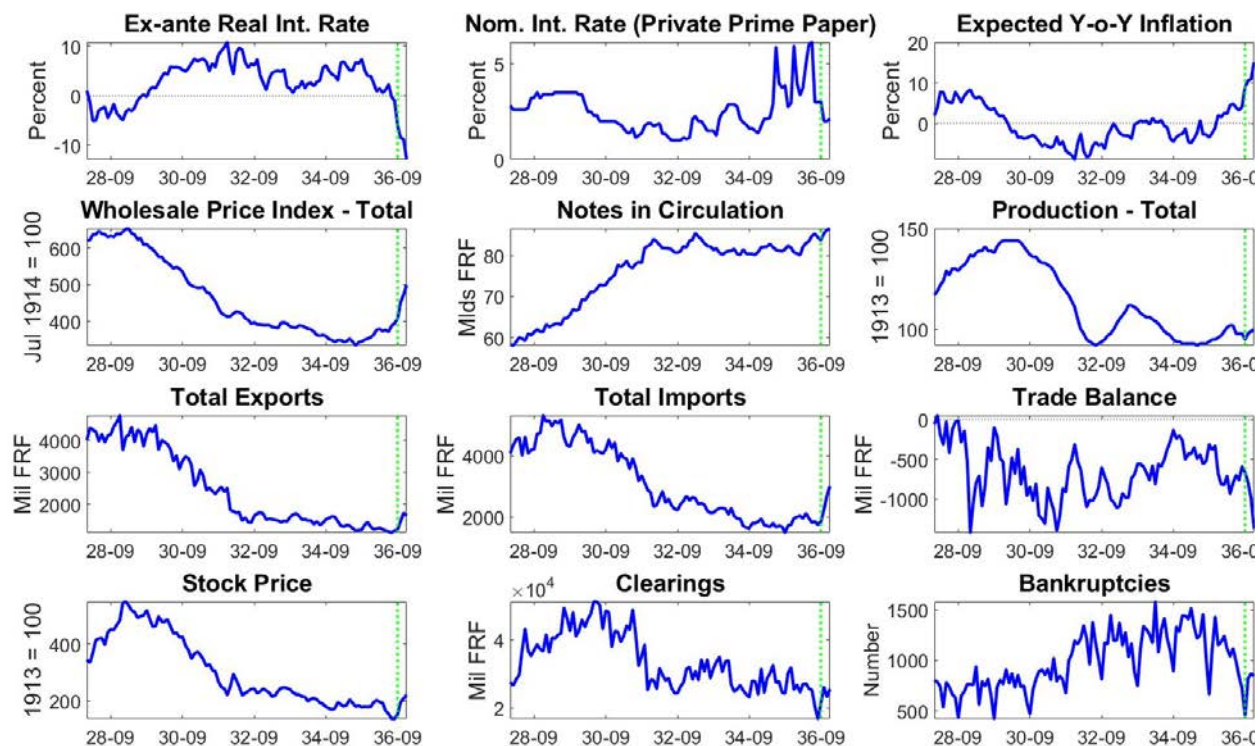 Ex-ante Real Int. Rate
Percent
10
0
-10
28-09 30-09 32-09 34-09 36-09
Nom. Int. Rate (Private Prime Paper)
Percent
5
0
28-09 30-09 32-09 34-09 36-09
Expected Y-o-Y Inflation
Percent
20
10
0
28-09 30-09 32-09 34-09 36-0
Wholesale Price Index - Total
Jul 1914 = 100
600
500
400
28-09 30-09 32-09 34-09 36-09
Notes in Circulation
Mlds FRF
80
70
60
28-09 30-09 32-09 34-09 36-09
Production - Total
1913 = 100
150
100
28-09 30-09 32-09 34-09 36-0
Total Exports
Mil FRF
4000
3000
2000
28-09 30-09 32-09 34-09 36-09
Total Imports
Mil FRF
4000
2000
28-09 30-09 32-09 34-09 36-09
Trade Balance
Mil FRF
0
-500
-1000
28-09 30-09 32-09 34-09 36-0
Stock Price
1913 = 100
400
200
28-09 30-09 32-09 34-09 36-09
Clearings
×10⁴
Mil FRF
4
2
28-09 30-09 32-09 34-09 36-09
Bankruptcies
Number
1500
1000
500
28-09 30-09 32-09 34-09 36-0